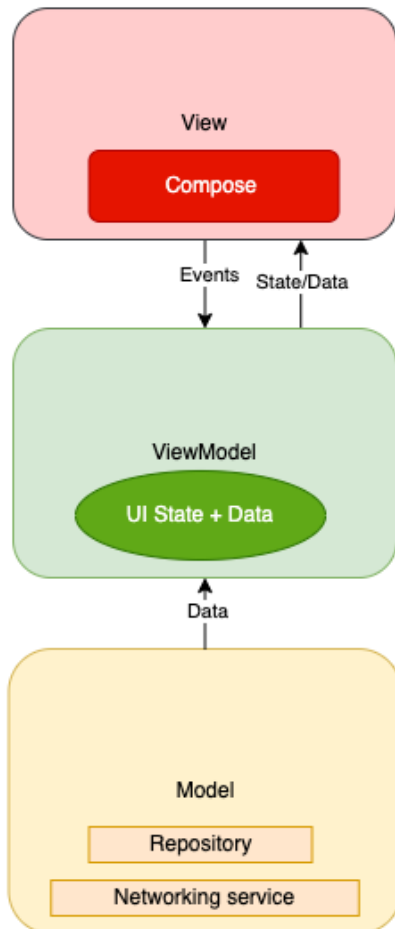 View
Compose
Events
State/Data
ViewModel
UI State + Data
Data
Model
Repository
Networking service